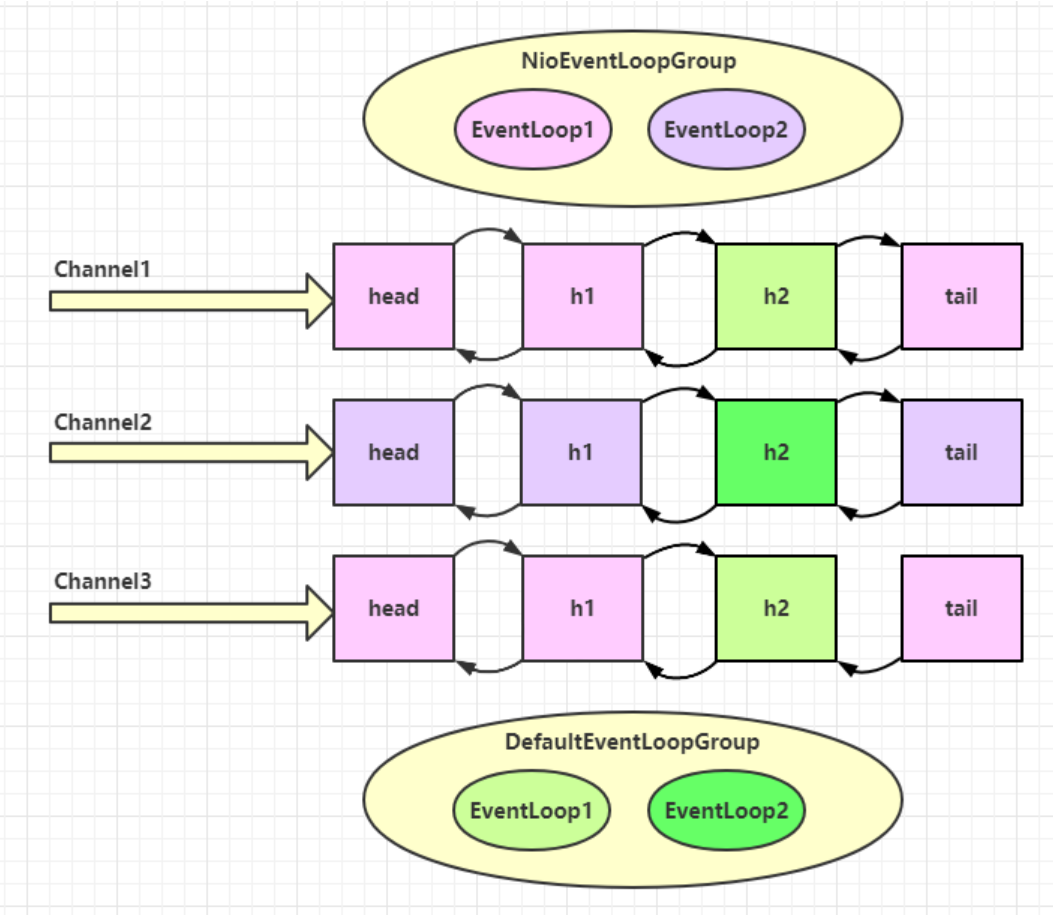 NioEventLoopGroup
EventLoop1 EventLoop2
Channel1
head h1 h2 tail
Channel2
head h1 h2 tail
Channel3
head h1 h2 tail
DefaultEventLoopGroup
EventLoop1 EventLoop2